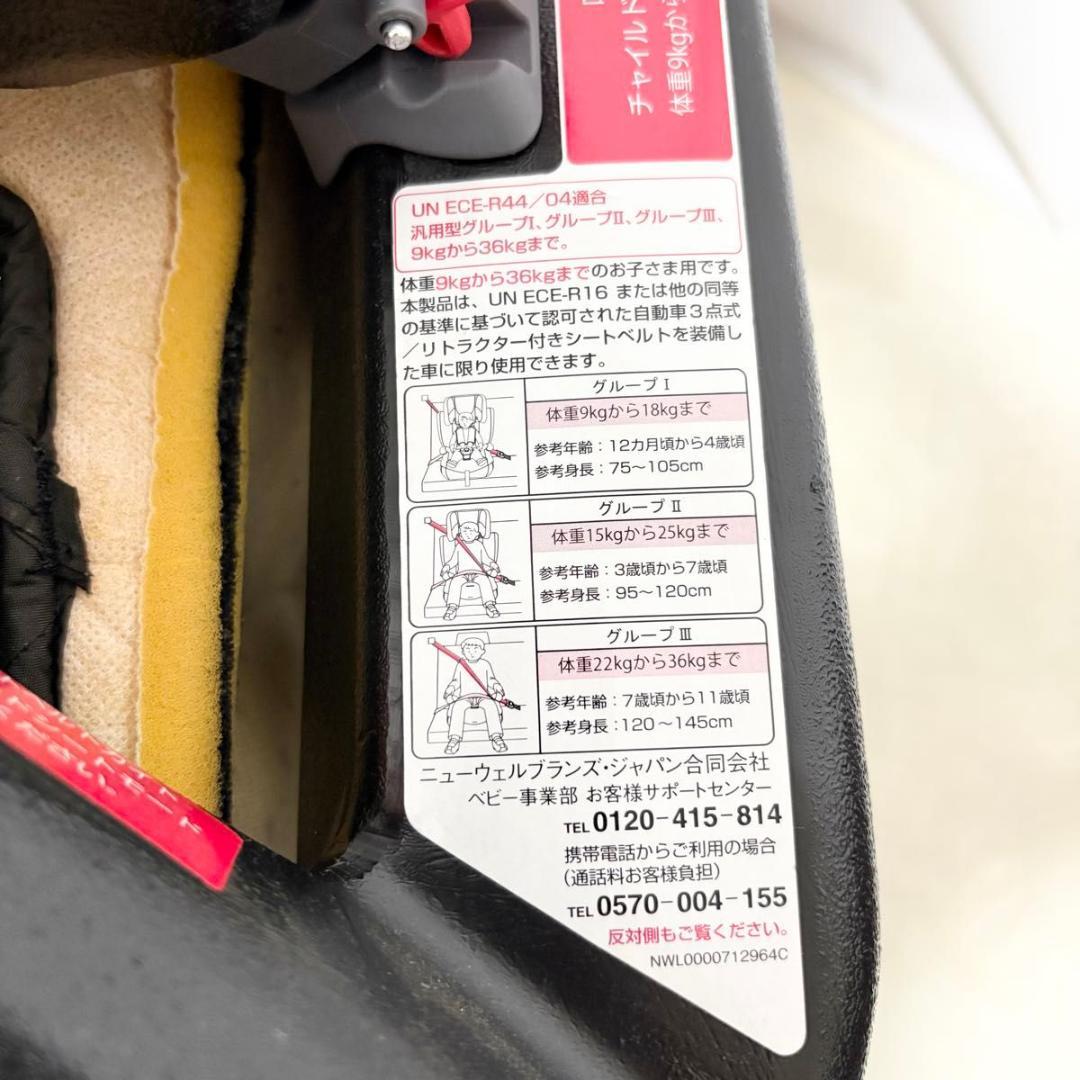 チャイルド
体重9kgから
UN ECE-R44／04適合
汎用型グループⅠ、グループⅡ、グループⅢ、
9kgから36kgまで。
体重9kgから36kgまでのお子さま用です。
本製品は、UN ECE-R16 または他の同等
の基準に基づいて認可された自動車3点式
／リトラクター付きシートベルトを装備し
た車に限り使用できます。
グループⅠ
体重9kgから18kgまで
参考年齢：12カ月頃から4歳頃
参考身長：75～105cm
グループⅡ
体重15kgから25kgまで
参考年齢：3歳頃から7歳頃
参考身長：95～120cm
グループⅢ
体重22kgから36kgまで
参考年齢：7歳頃から11歳頃
参考身長：120～145cm
ニューウェルブランズ・ジャパン合同会社
ベビー事業部 お客様サポートセンター
TEL 0120-415-814
携帯電話からご利用の場合
（通話料お客様負担）
TEL 0570-004-155
反対側もご覧ください。
NWL0000712964C